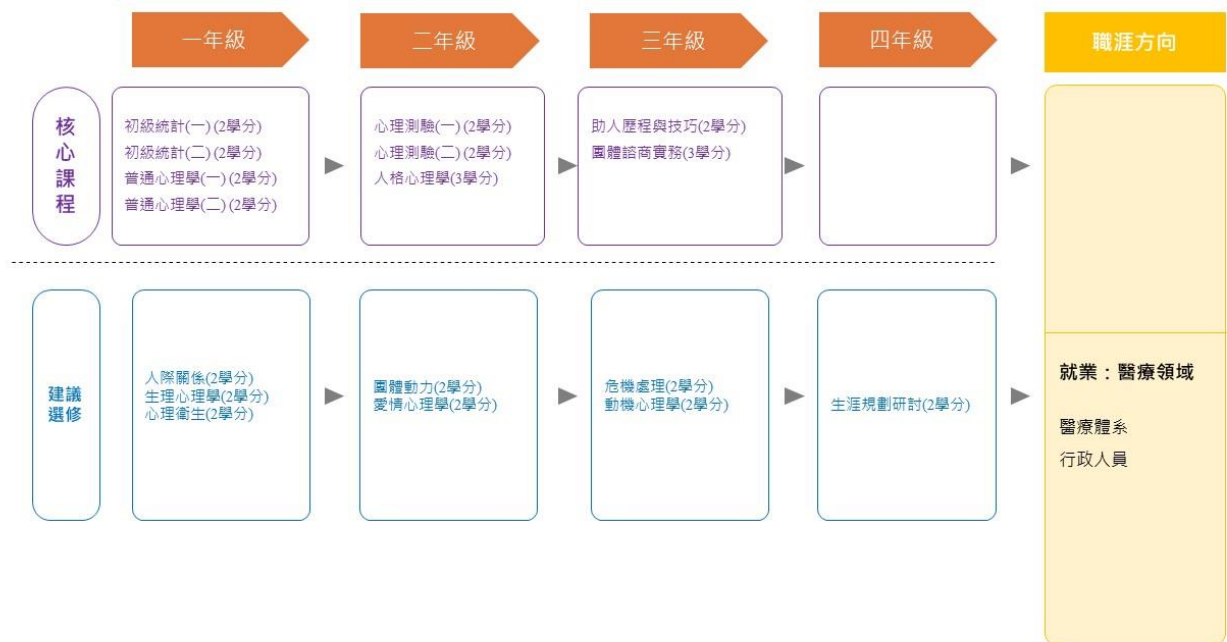 一年級
二年級
三年級
四年級
職涯方向
核
心
課
程
初級統計(一)(2學分)
初級統計(二)(2學分)
普通心理學(一)(2學分)
普通心理學(二)(2學分)
心理測驗(一)(2學分)
心理測驗(二)(2學分)
人格心理學(3學分)
助人歷程與技巧(2學分)
團體諮商實務(3學分)
建議
選修
人際關係(2學分)
生理心理學(2學分)
心理衛生(2學分)
團體動力(2學分)
愛情心理學(2學分)
危機處理(2學分)
動機心理學(2學分)
生涯規劃研討(2學分)
就業：醫療領域
醫療體系
行政人員